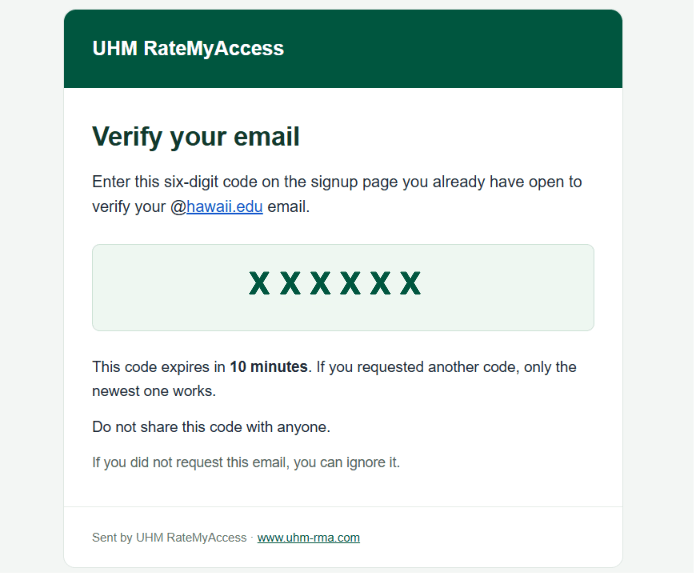 UHM RateMyAccess
Verify your email
Enter this six-digit code on the signup page you already have open to
verify your @hawaii.edu email.
X X X X X X
This code expires in 10 minutes. If you requested another code, only the
newest one works.
Do not share this code with anyone.
If you did not request this email, you can ignore it.
Sent by UHM RateMyAccess · www.uhm-rma.com